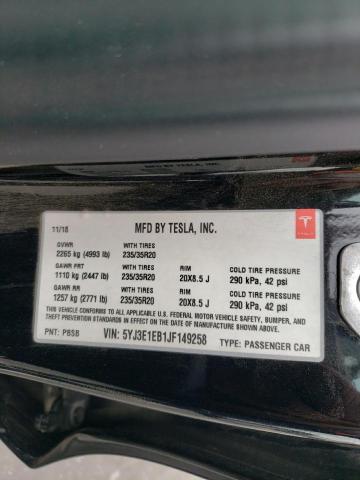 11/18 MFD BY TESLA, INC.
GVWR WITH TIRES
2265 kg (4993 lb) 235/35R20
GAWR FRT WITH TIRES RIM COLD TIRE PRESSURE
1110 kg (2447 lb) 235/35R20 20X8.5 J 290 kPa, 42 psi
GAWR RR WITH TIRES RIM COLD TIRE PRESSURE
1257 kg (2771 lb) 235/35R20 20X8.5 J 290 kPa, 42 psi
THIS VEHICLE CONFORMS TO ALL APPLICABLE U.S. FEDERAL MOTOR VEHICLE SAFETY, BUMPER, AND
THEFT PREVENTION STANDARDS IN EFFECT ON THE DATE OF MANUFACTURE SHOWN ABOVE.
PNT: PBSB VIN: 5YJ3E1EB1JF149258 TYPE: PASSENGER CAR